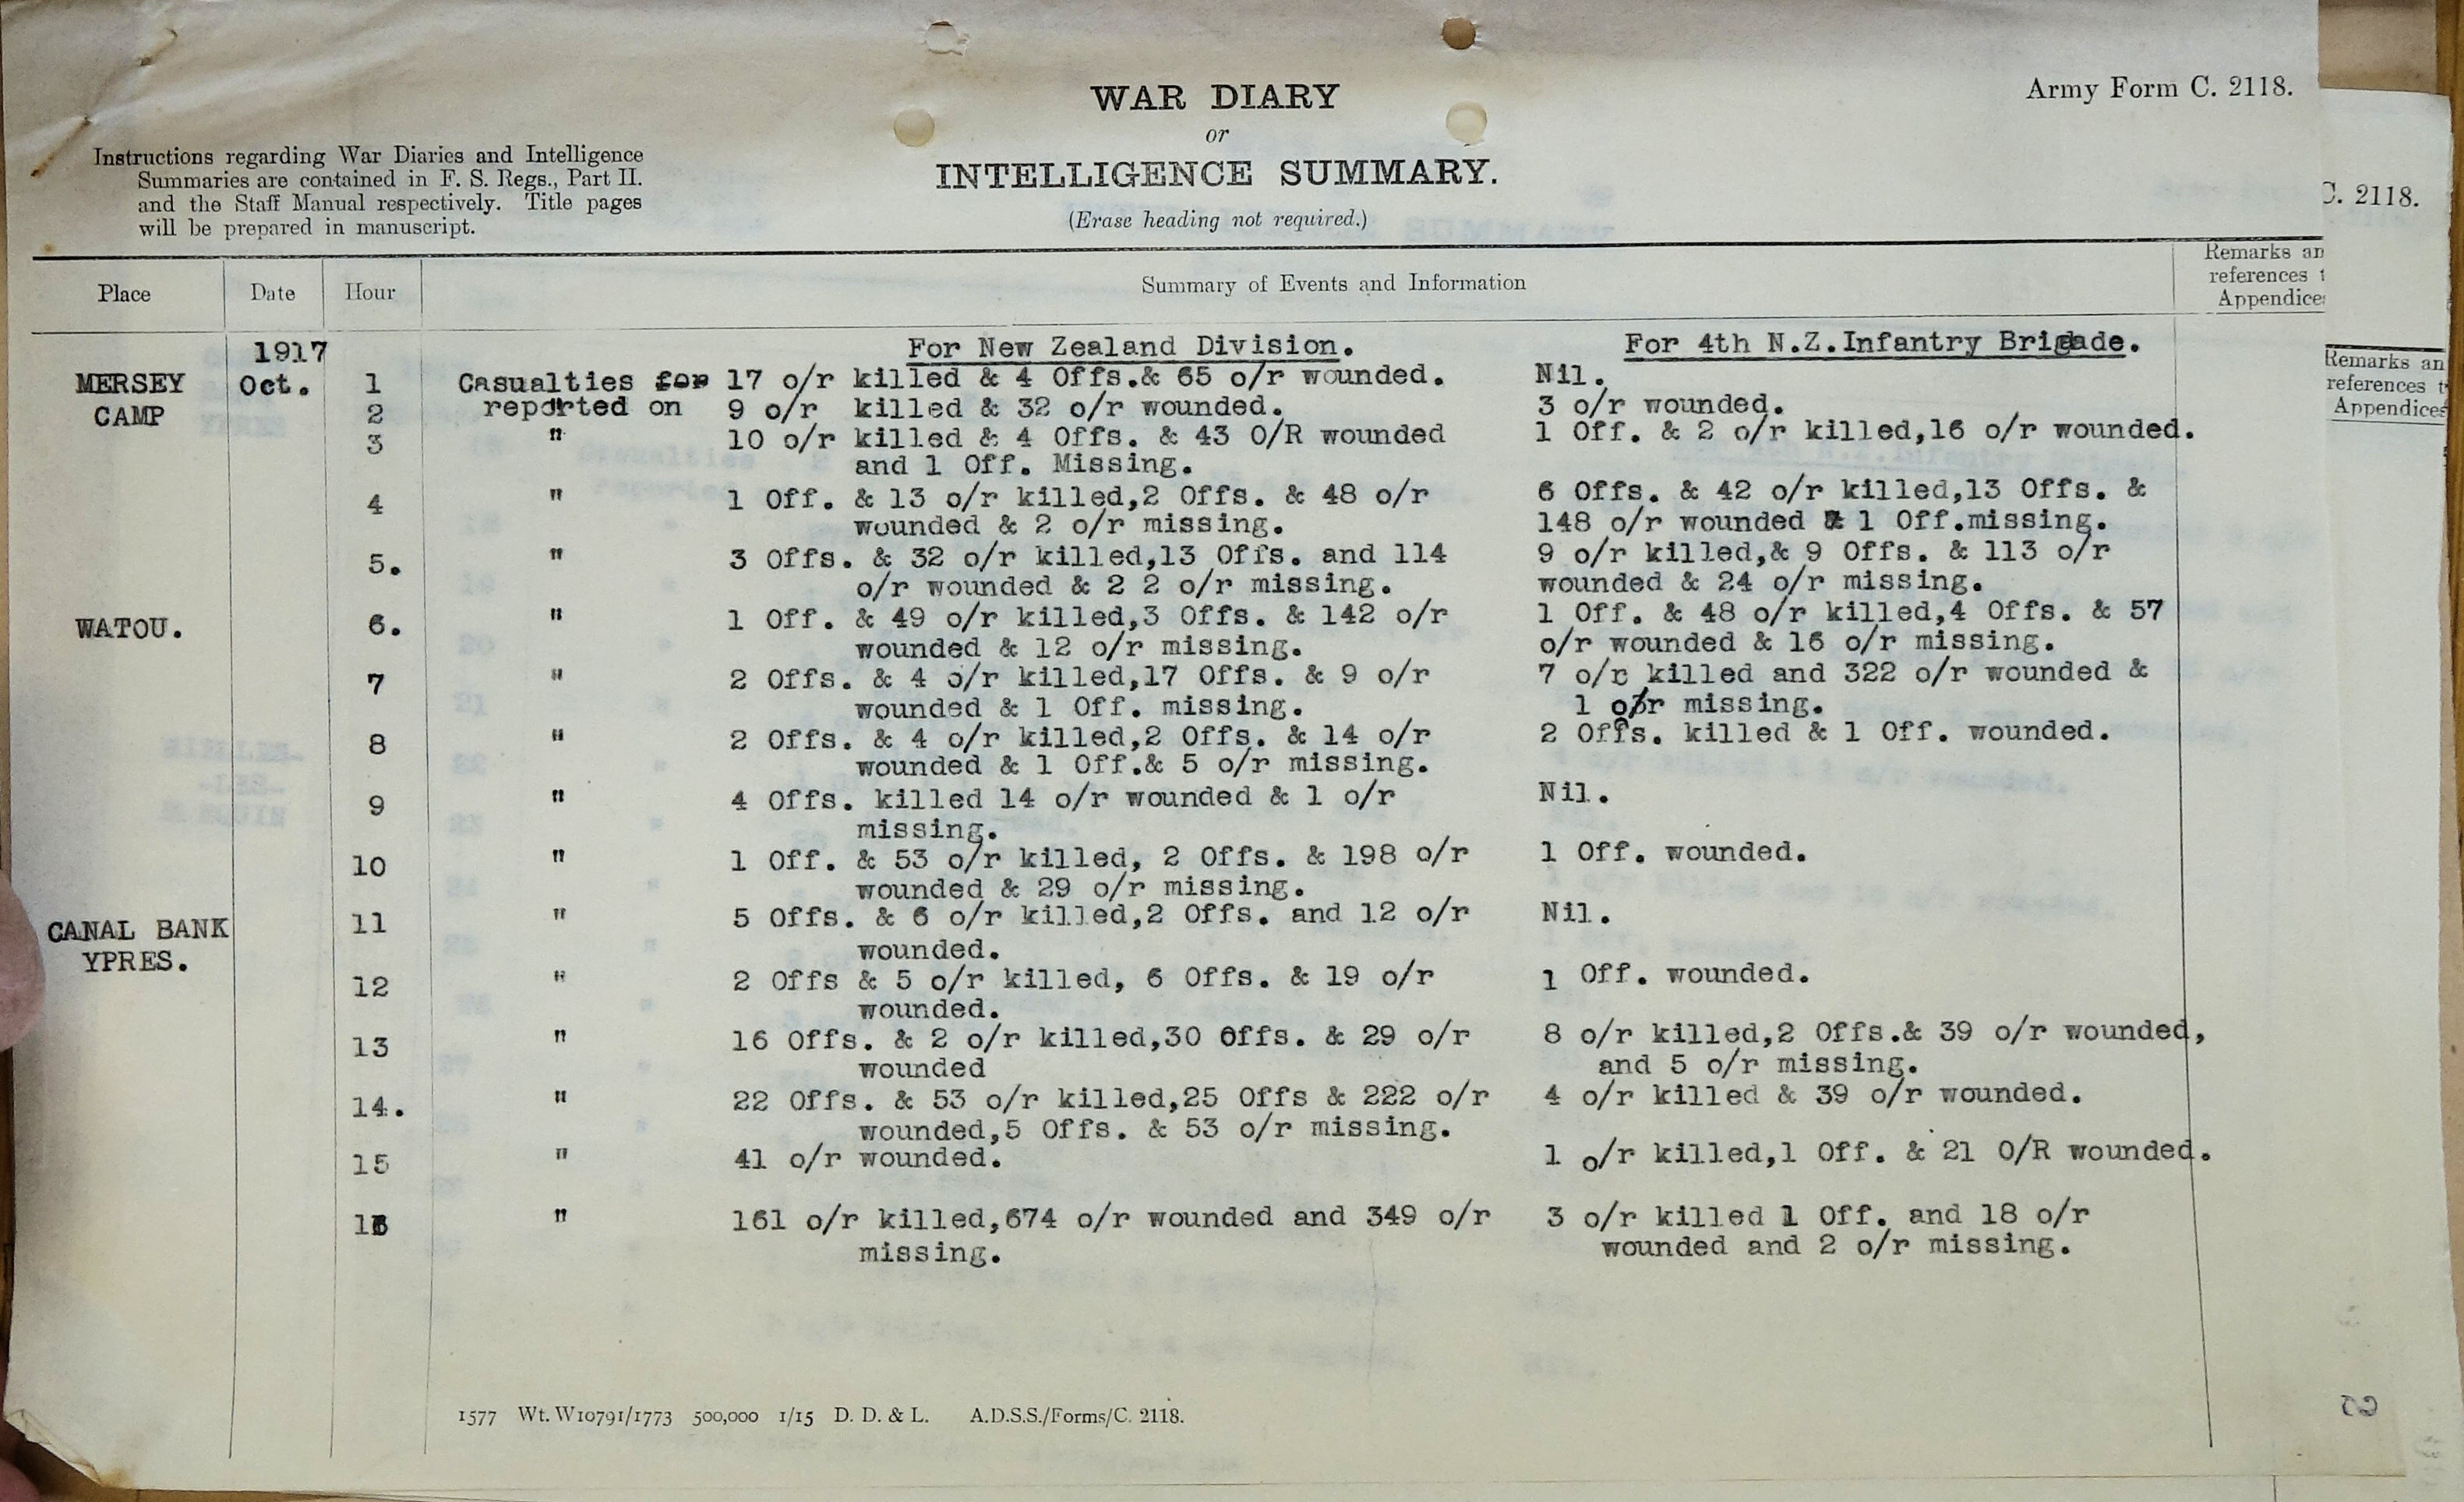 Army Form C. 2118.
WAR DIARY
or
INTELLIGENCE SUMMARY.
(Erase heading not required.)
Instructions regarding War Diaries and Intelligence
Summaries are contained in F. S. Regs., Part II.
and the Staff Manual respectively. Title pages
will be prepared in manuscript.
C. 2118.
Place Date Hour Summary of Events and Information
Remarks an
references t
Appendices
Remarks an
references t
Appendices
For New Zealand Division. For 4th N.Z.Infantry Brigade.
1917
MERSEY Oct. 1 Casualties for 17 o/r killed & 4 Offs.& 65 o/r wounded. Nil.
CAMP 2 reported on 9 o/r killed & 32 o/r wounded. 3 o/r wounded.
3 " 10 o/r killed & 4 Offs. & 43 O/R wounded 1 Off. & 2 o/r killed,16 o/r wounded.
and 1 Off. Missing.
4 " 1 Off. & 13 o/r killed,2 Offs. & 48 o/r 6 Offs. & 42 o/r killed,13 Offs. &
wounded & 2 o/r missing. 148 o/r wounded & 1 Off.missing.
5. " 3 Offs. & 32 o/r killed,13 Offs. and 114 9 o/r killed,& 9 Offs. & 113 o/r
o/r wounded & 2 2 o/r missing. wounded & 24 o/r missing.
WATOU. 6. " 1 Off. & 49 o/r killed,3 Offs. & 142 o/r 1 Off. & 48 o/r killed,4 Offs. & 57
wounded & 12 o/r missing. o/r wounded & 16 o/r missing.
7 " 2 Offs. & 4 o/r killed,17 Offs. & 9 o/r 7 o/r killed and 322 o/r wounded &
wounded & 1 Off. missing. 1 o/r missing.
8 " 2 Offs. & 4 o/r killed,2 Offs. & 14 o/r 2 Offs. killed & 1 Off. wounded.
wounded & 1 Off.& 5 o/r missing.
9 " 4 Offs. killed 14 o/r wounded & 1 o/r Nil.
missing.
10 " 1 Off. & 53 o/r killed, 2 Offs. & 198 o/r 1 Off. wounded.
wounded & 29 o/r missing.
CANAL BANK 11 " 5 Offs. & 6 o/r killed,2 Offs. and 12 o/r Nil.
YPRES. wounded.
12 " 2 Offs & 5 o/r killed, 6 Offs. & 19 o/r 1 Off. wounded.
wounded.
13 " 16 Offs. & 2 o/r killed,30 Offs. & 29 o/r 8 o/r killed,2 Offs.& 39 o/r wounded,
wounded and 5 o/r missing.
14. " 22 Offs. & 53 o/r killed,25 Offs & 222 o/r 4 o/r killed & 39 o/r wounded.
wounded,5 Offs. & 53 o/r missing.
15 " 41 o/r wounded. 1 o/r killed,1 Off. & 21 O/R wounded.
16 " 161 o/r killed,674 o/r wounded and 349 o/r 3 o/r killed 1 Off. and 18 o/r
missing. wounded and 2 o/r missing.
1577 Wt. W10791/1773 500,000 1/15 D. D. & L. A.D.S.S./Forms/C. 2118.